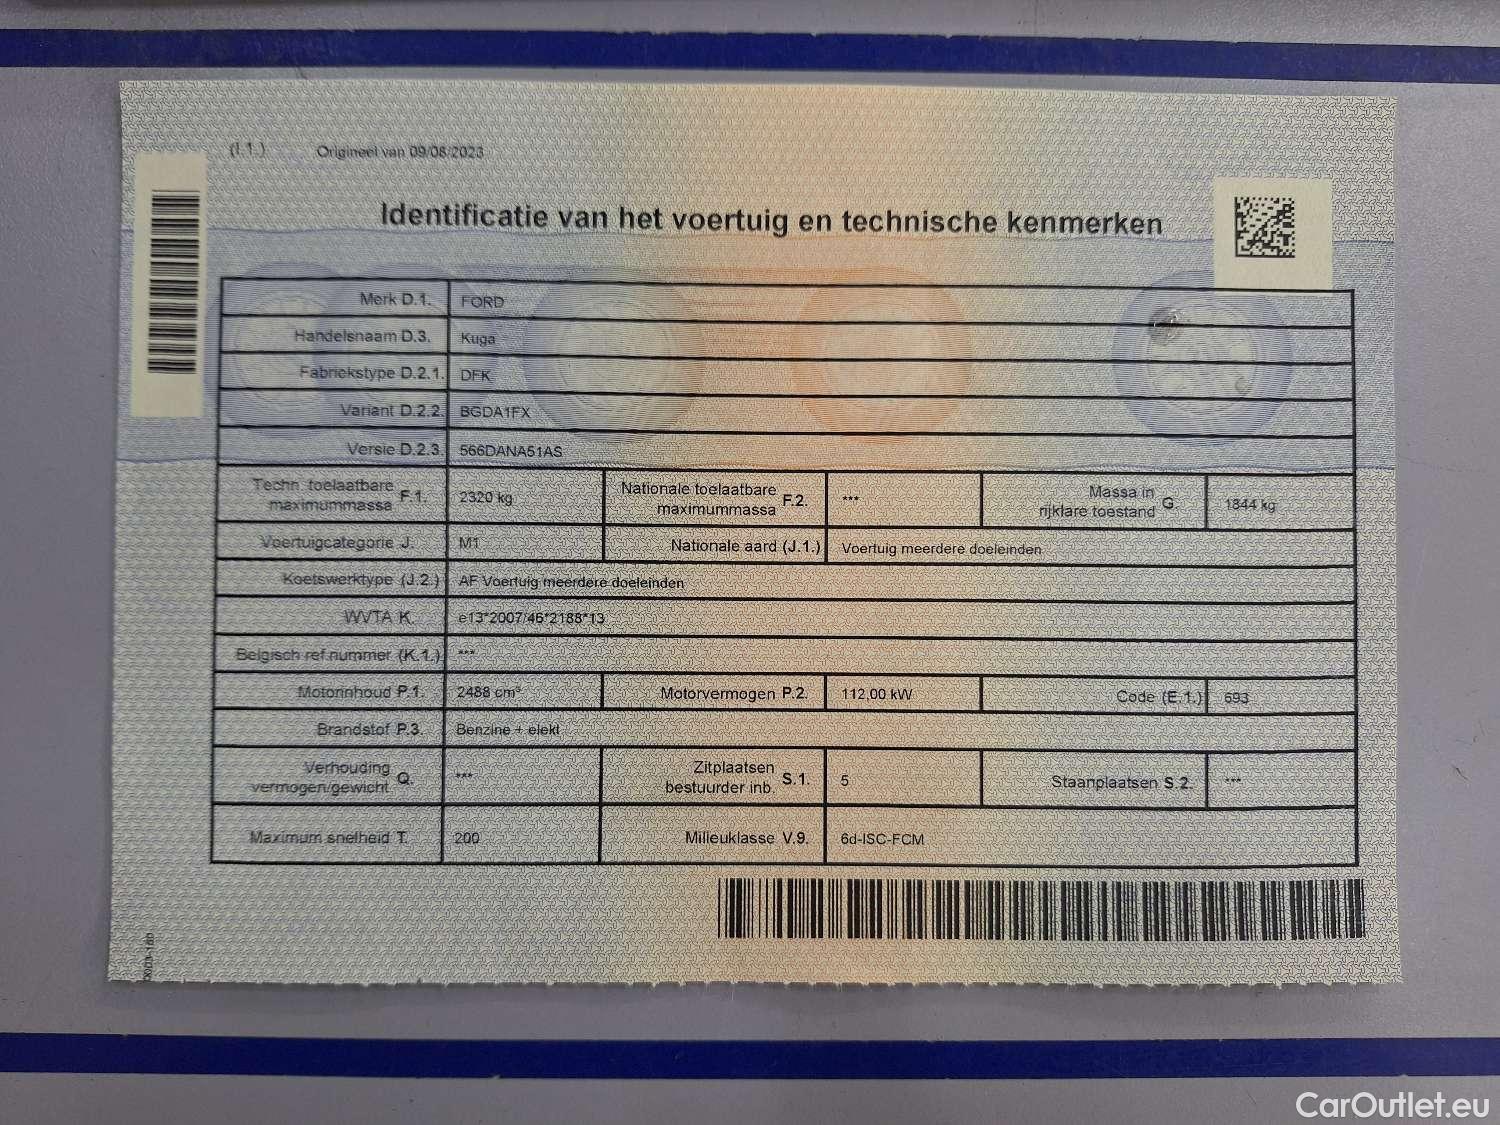 (I.1.) Origineel van 09/08/2023
Identificatie van het voertuig en technische kenmerken
Merk D.1. FORD
Handelsnaam D.3. Kuga
Fabriekstype D.2.1. DFK
Variant D.2.2. BGDA1FX
Versie D.2.3. 566DANA51AS
Techn. toelaatbare maximummassa F.1. 2320 kg Nationale toelaatbare maximummassa F.2. *** Massa in rijklare toestand G. 1844 kg
Voertuigcategorie J. M1 Nationale aard (J.1.) Voertuig meerdere doeleinden
Koetswerktype (J.2.) AF Voertuig meerdere doeleinden
WVTA K. e13*2007/46*2188*13
Belgisch ref.nummer (K.1.) ***
Motorinhoud P.1. 2488 cm³ Motorvermogen P.2. 112,00 kW Code (E.1.) 693
Brandstof P.3. Benzine + elekt
Verhouding vermogen/gewicht Q. *** Zitplaatsen bestuurder inb. S.1. 5 Staanplaatsen S.2. ***
Maximum snelheid T. 200 Milieuklasse V.9. 6d-ISC-FCM
CarOutlet.eu